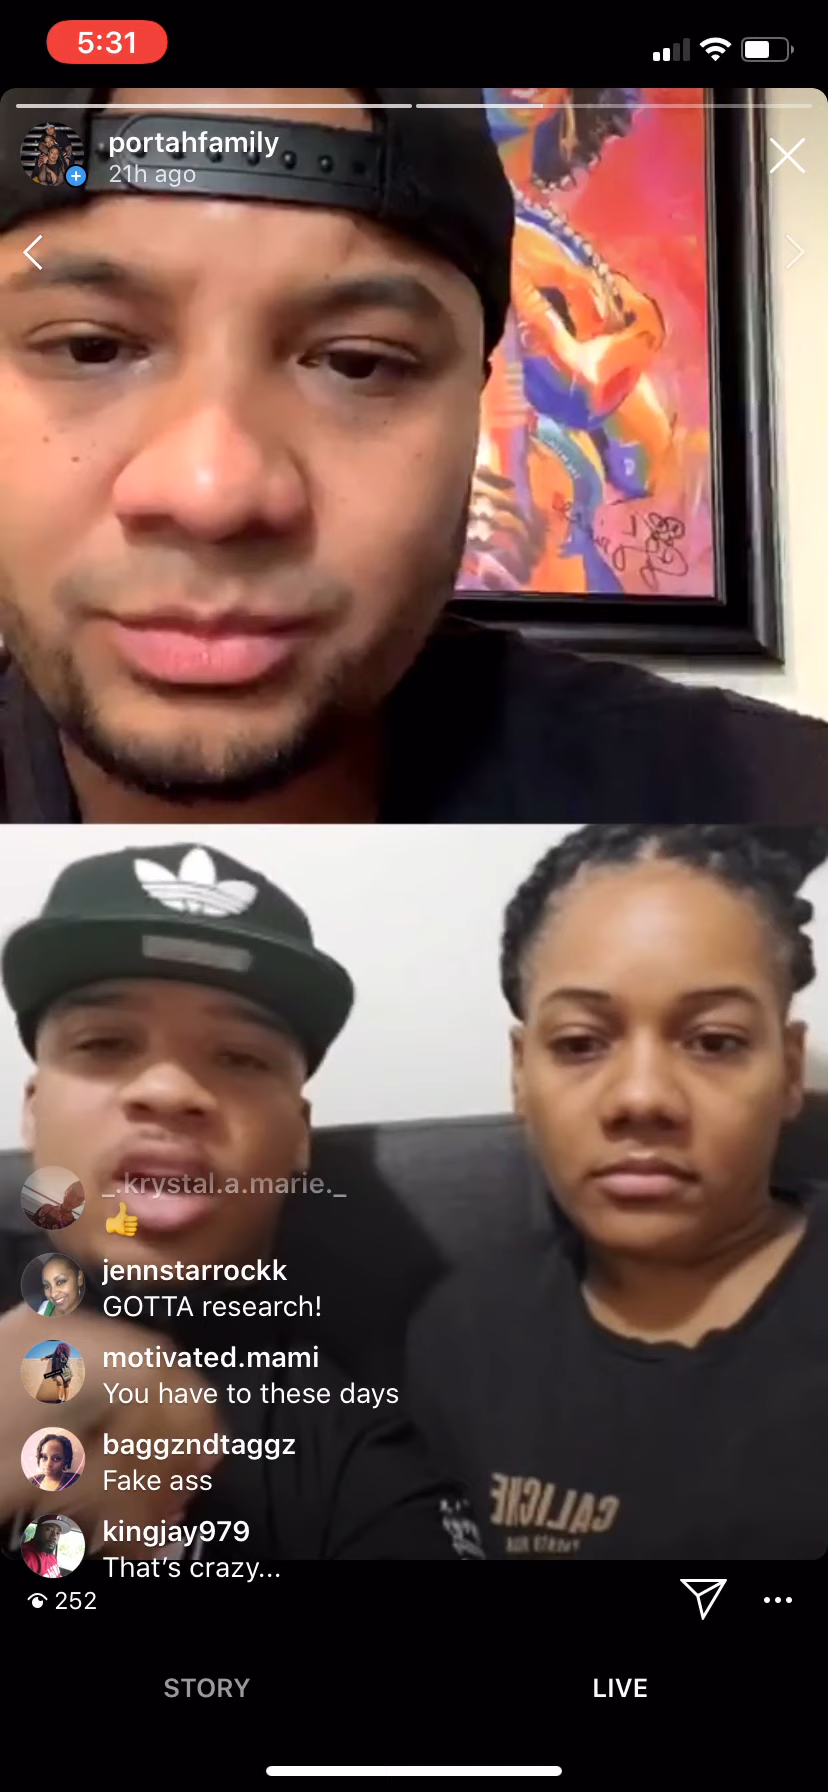 5:31
portahfamily
21h ago
_.krystal.a.marie._
👍
jennstarrockk
GOTTA research!
motivated.mami
You have to these days
baggzndtaggz
Fake ass
kingjay979
That's crazy...
CALICHE
252
STORY
LIVE